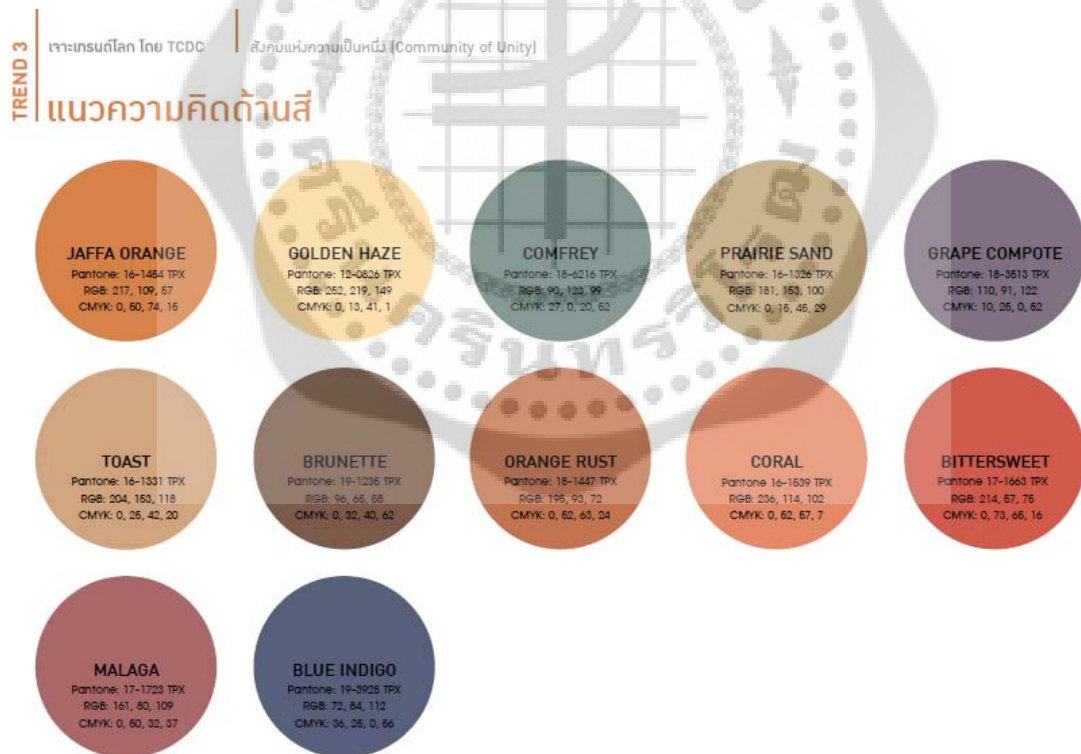 TREND 3
เจาะเทรนด์โลก โดย TCDC
สังคมแห่งความเป็นหนึ่ง (Community of Unity)
แนวความคิดด้านสี
JAFFA ORANGE
Pantone: 16-1454 TPX
RGB: 217, 109, 57
CMYK: 0, 50, 74, 15
GOLDEN HAZE
Pantone: 12-0826 TPX
RGB: 252, 219, 149
CMYK: 0, 13, 41, 1
COMFREY
Pantone: 18-6216 TPX
RGB: 90, 123, 99
CMYK: 27, 0, 20, 52
PRAIRIE SAND
Pantone: 16-1326 TPX
RGB: 181, 153, 100
CMYK: 0, 15, 45, 29
GRAPE COMPOTE
Pantone: 18-3513 TPX
RGB: 110, 91, 122
CMYK: 10, 25, 0, 52
TOAST
Pantone: 16-1331 TPX
RGB: 204, 153, 118
CMYK: 0, 25, 42, 20
BRUNETTE
Pantone: 19-1235 TPX
RGB: 96, 65, 58
CMYK: 0, 32, 40, 62
ORANGE RUST
Pantone: 18-1447 TPX
RGB: 195, 93, 72
CMYK: 0, 52, 63, 24
CORAL
Pantone 16-1539 TPX
RGB: 236, 114, 102
CMYK: 0, 52, 57, 7
BITTERSWEET
Pantone 17-1663 TPX
RGB: 214, 57, 75
CMYK: 0, 73, 65, 16
MALAGA
Pantone: 17-1723 TPX
RGB: 161, 80, 109
CMYK: 0, 50, 32, 37
BLUE INDIGO
Pantone: 19-3928 TPX
RGB: 72, 84, 112
CMYK: 36, 25, 0, 56